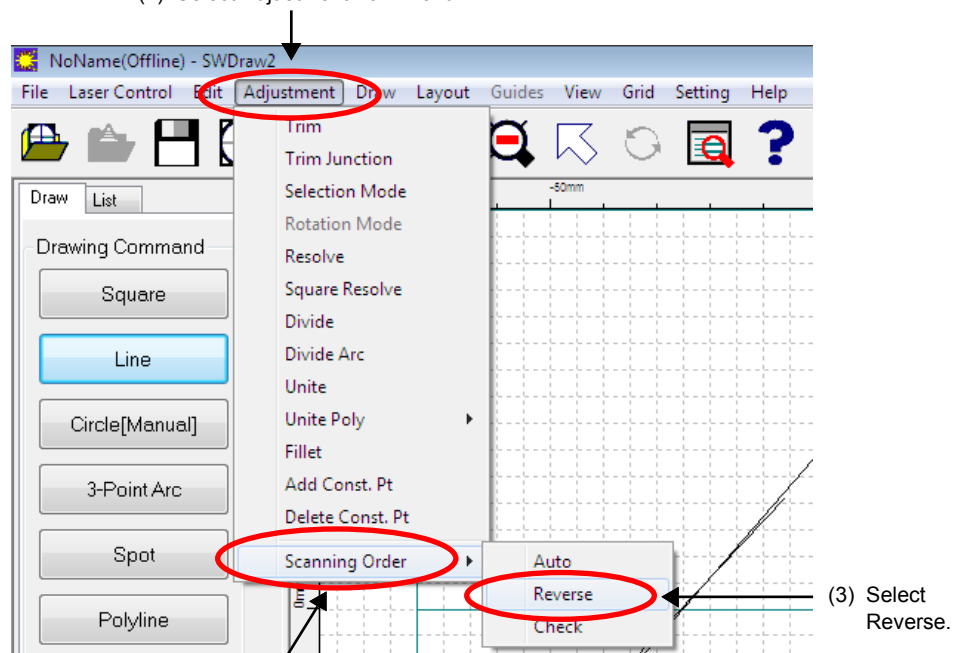 NoName(Offline) - SWDraw2
File Laser Control Edit Adjustment Draw Layout Guides View Grid Setting Help
Draw List
-50mm
Drawing Command
Square
Line
Circle[Manual]
3-Point Arc
Spot
Polyline
Trim
Trim Junction
Selection Mode
Rotation Mode
Resolve
Square Resolve
Divide
Divide Arc
Unite
Unite Poly
Fillet
Add Const. Pt
Delete Const. Pt
Scanning Order
Auto
Reverse
Check
0mm
(3) Select
Reverse.